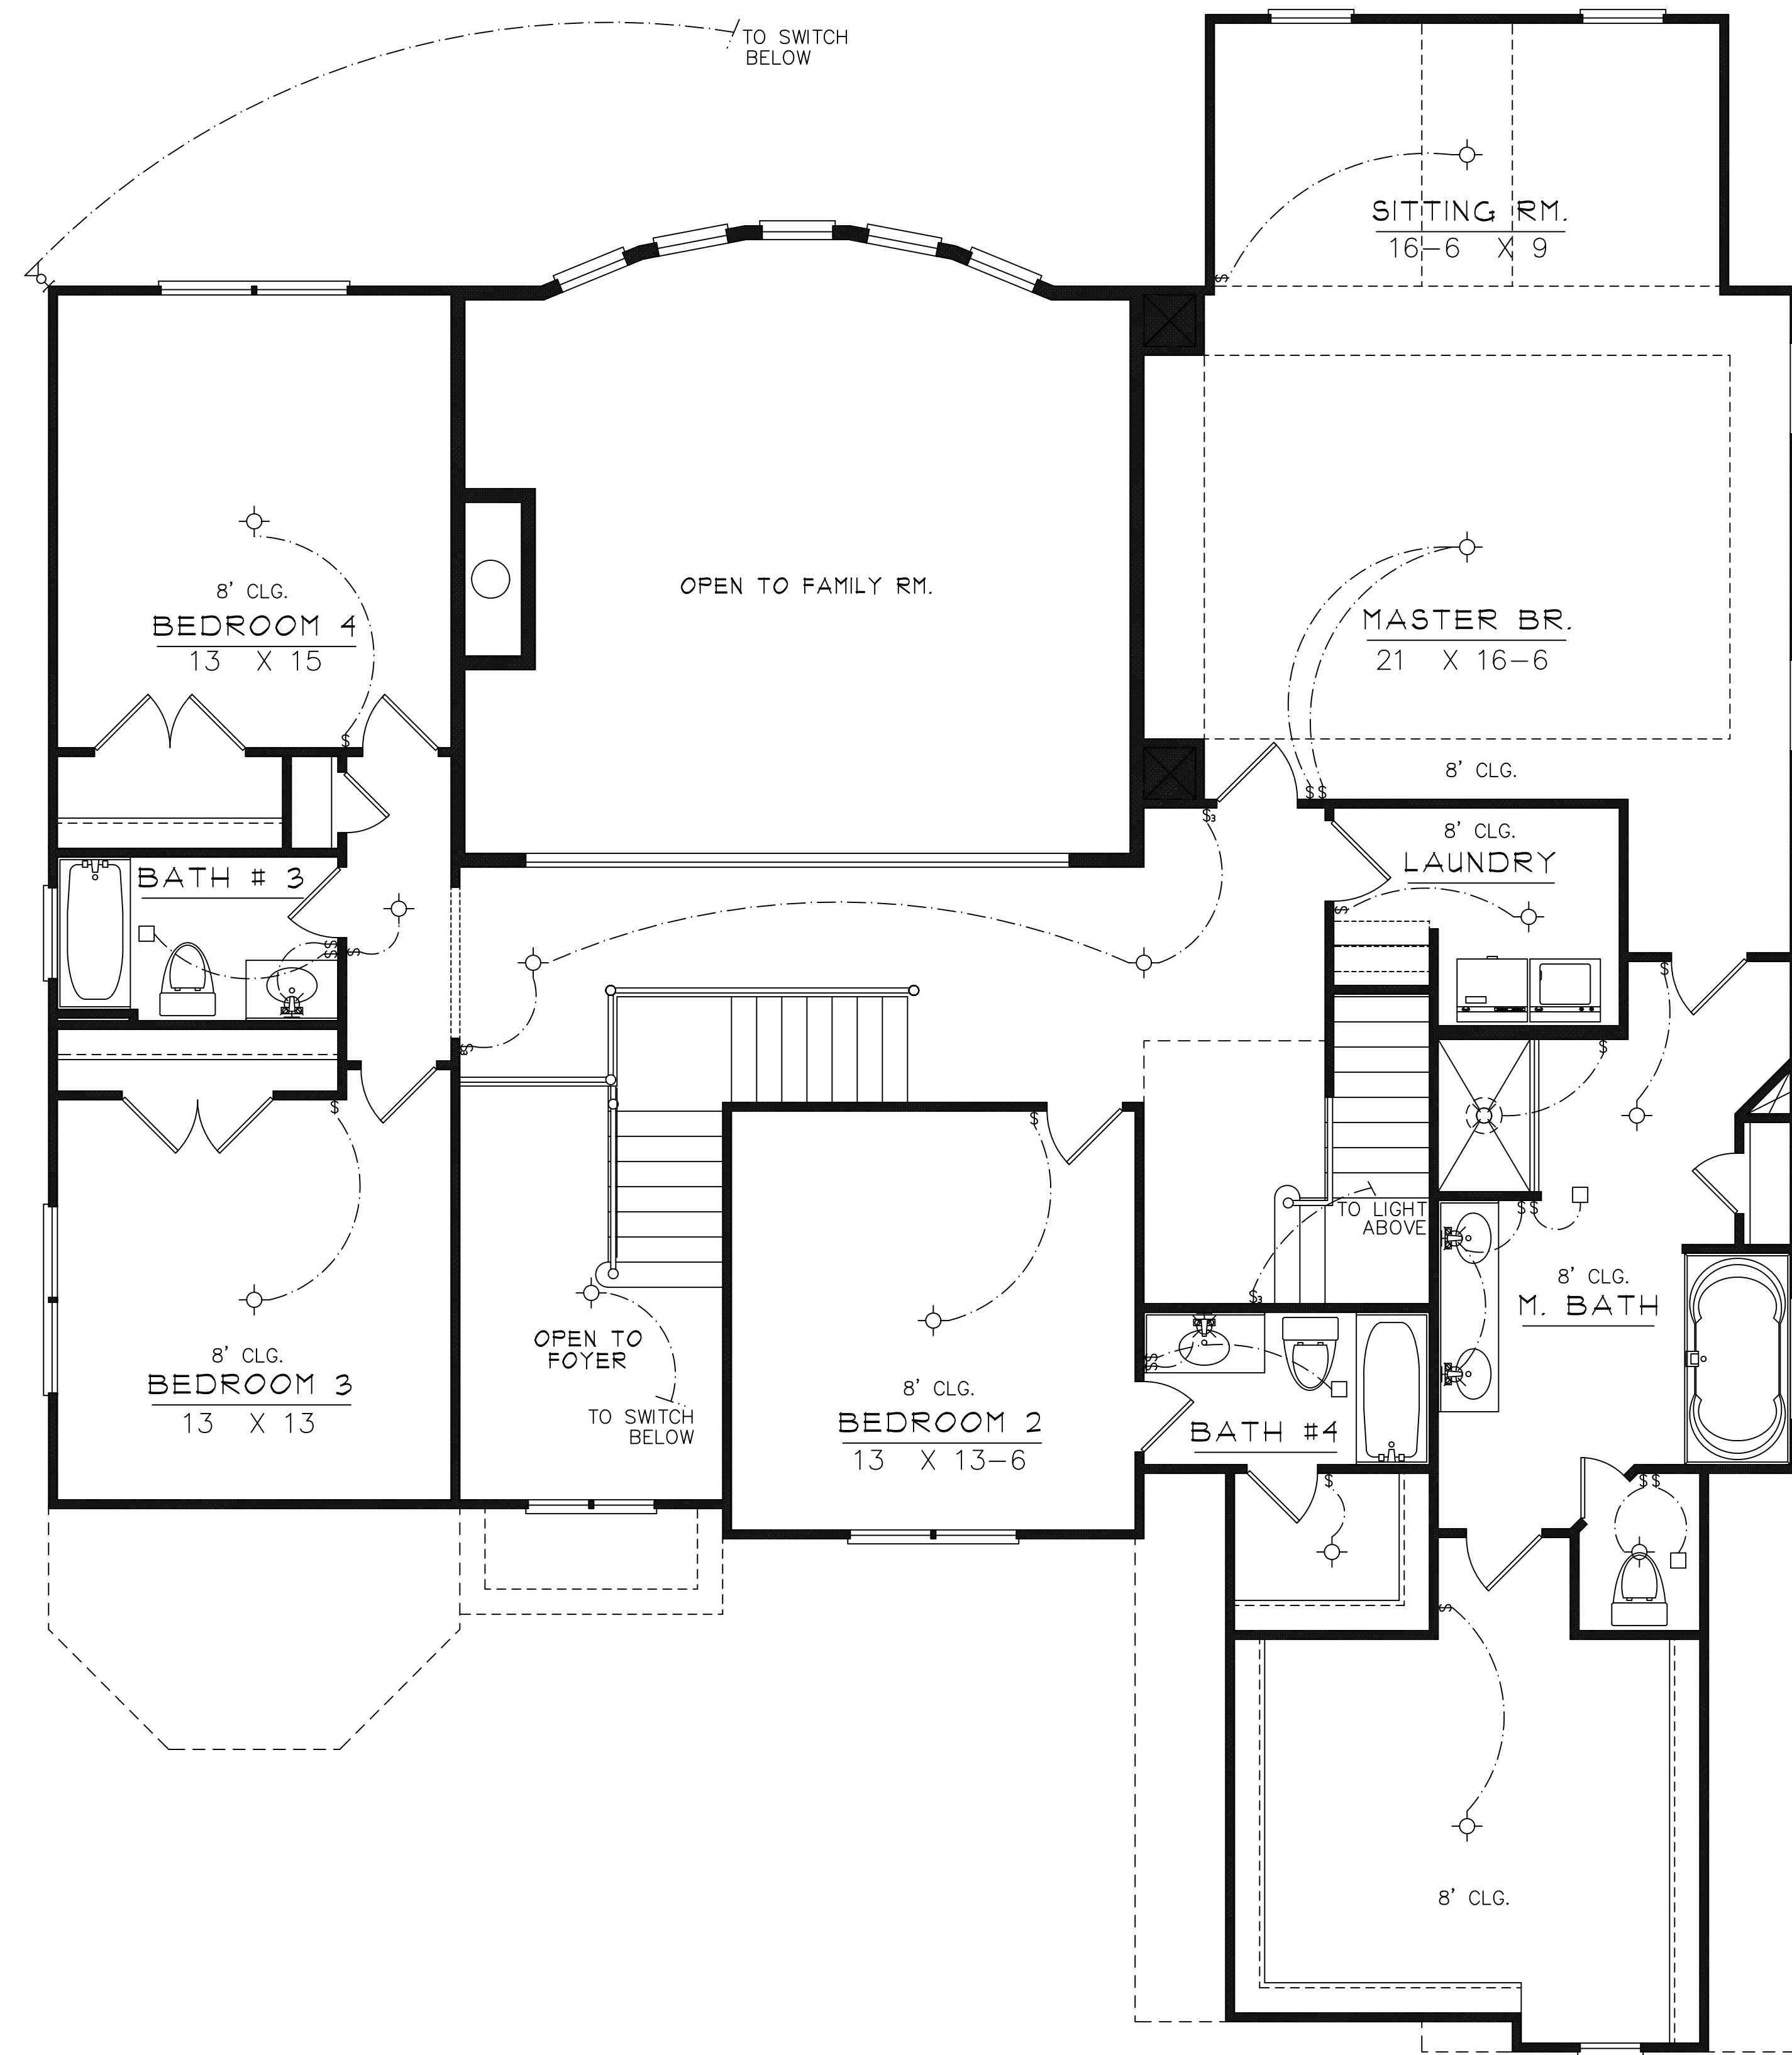 TO SWITCH
BELOW
SITTING RM.
16-6 X 9
8' CLG.
BEDROOM 4
13 X 15
OPEN TO FAMILY RM.
MASTER BR.
21 X 16-6
8' CLG.
$
$
$
$
$3
8' CLG.
LAUNDRY
$
BATH # 3
$
$
$
$3
$
$
$
$
8' CLG.
BEDROOM 3
13 X 13
OPEN TO
FOYER
TO SWITCH
BELOW
8' CLG.
BEDROOM 2
13 X 13-6
TO LIGHT
ABOVE
$3
$
$
BATH #4
$
$
$
8' CLG.
M. BATH
$
$
$
8' CLG.